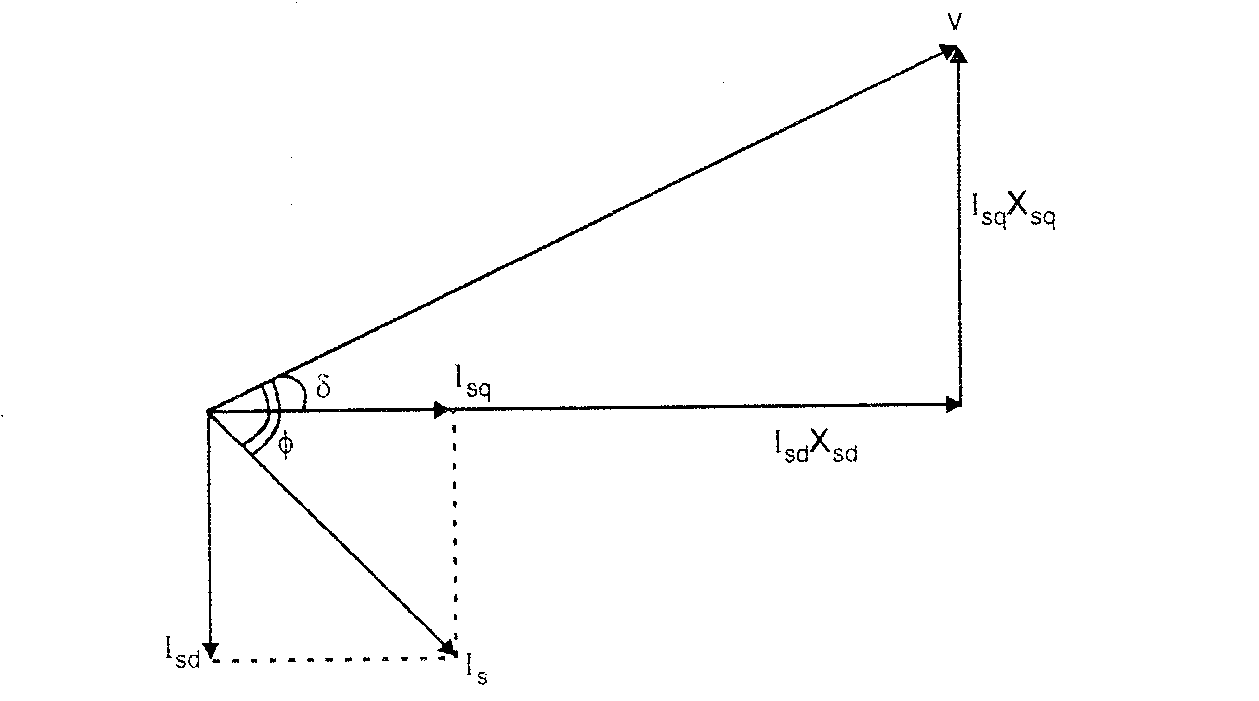 V
I_sqX_sq
δ
I_sq
I_sdX_sd
ϕ
I_sd
I_s